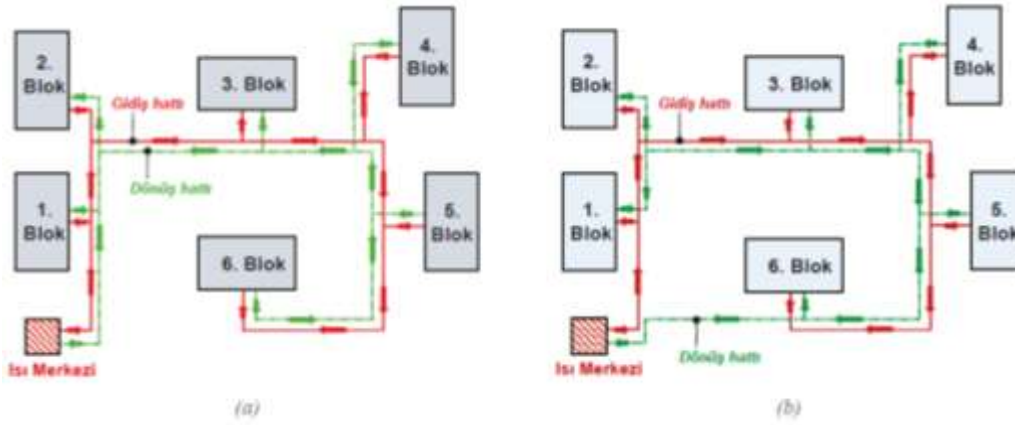 2.
Blok
3. Blok
4.
Blok
Gidiş hattı
Dönüş hattı
1.
Blok
5.
Blok
6. Blok
Isı Merkezi
(a)
2.
Blok
3. Blok
4.
Blok
Gidiş hattı
1.
Blok
5.
Blok
6. Blok
Dönüş hattı
Isı Merkezi
(b)